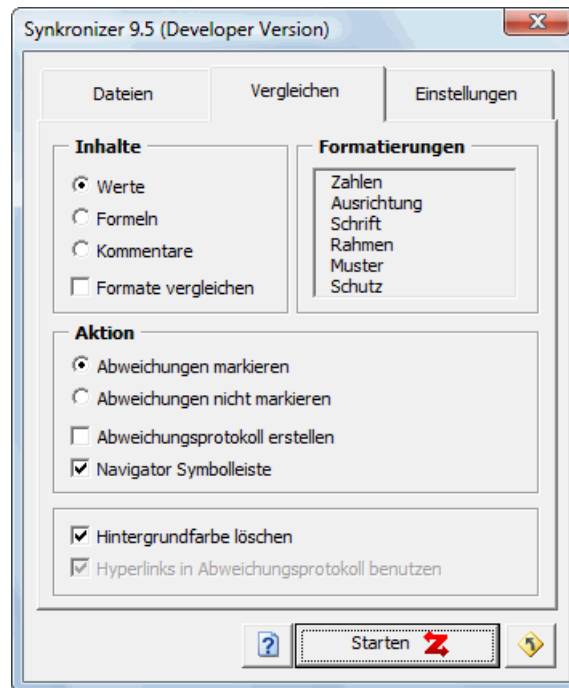 Synkronizer 9.5 (Developer Version)
Dateien
Vergleichen
Einstellungen
Inhalte
Werte
Formeln
Kommentare
Formate vergleichen
Formatierungen
Zahlen
Ausrichtung
Schrift
Rahmen
Muster
Schutz
Aktion
Abweichungen markieren
Abweichungen nicht markieren
Abweichungsprotokoll erstellen
Navigator Symbolleiste
Hintergrundfarbe löschen
Hyperlinks in Abweichungsprotokoll benutzen
Starten